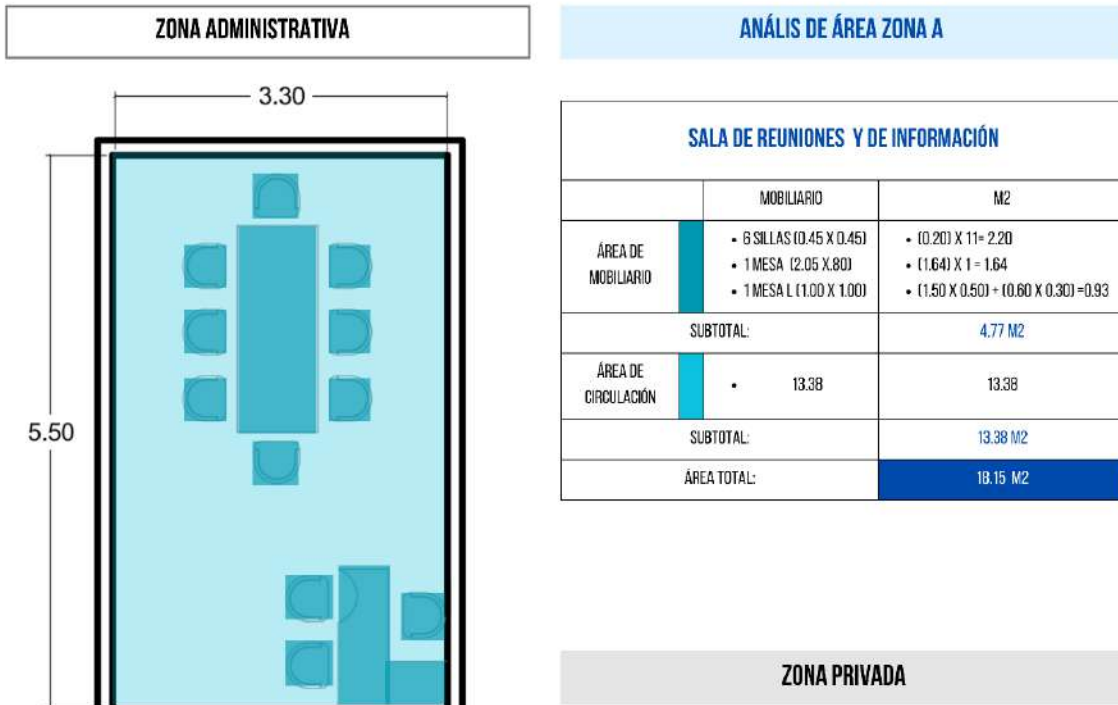 ZONA ADMINISTRATIVA
ANÁLIS DE ÁREA ZONA A
3.30
5.50
SALA DE REUNIONES Y DE INFORMACIÓN
MOBILIARIO
M2
ÁREA DE
MOBILIARIO
• 6 SILLAS (0.45 X 0.45)
• 1 MESA (2.05 X.80)
• 1 MESA L (1.00 X 1.00)
• (0.20) X 11= 2.20
• (1.64) X 1 = 1.64
• (1.50 X 0.50) + (0.60 X 0.30) =0.93
SUBTOTAL:
4.77 M2
ÁREA DE
CIRCULACIÓN
• 13.38
13.38
SUBTOTAL:
13.38 M2
ÁREA TOTAL:
18.15 M2
ZONA PRIVADA